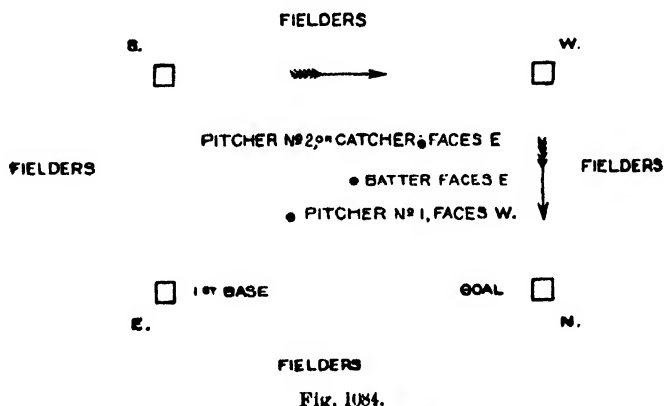 FIELDERS
S.
W.
PITCHER Nº 2, OR CATCHER, FACES E
FIELDERS
FIELDERS
BATTER FACES E
PITCHER Nº 1, FACES W.
1ST BASE
GOAL
E.
N.
FIELDERS
Fig. 1084.